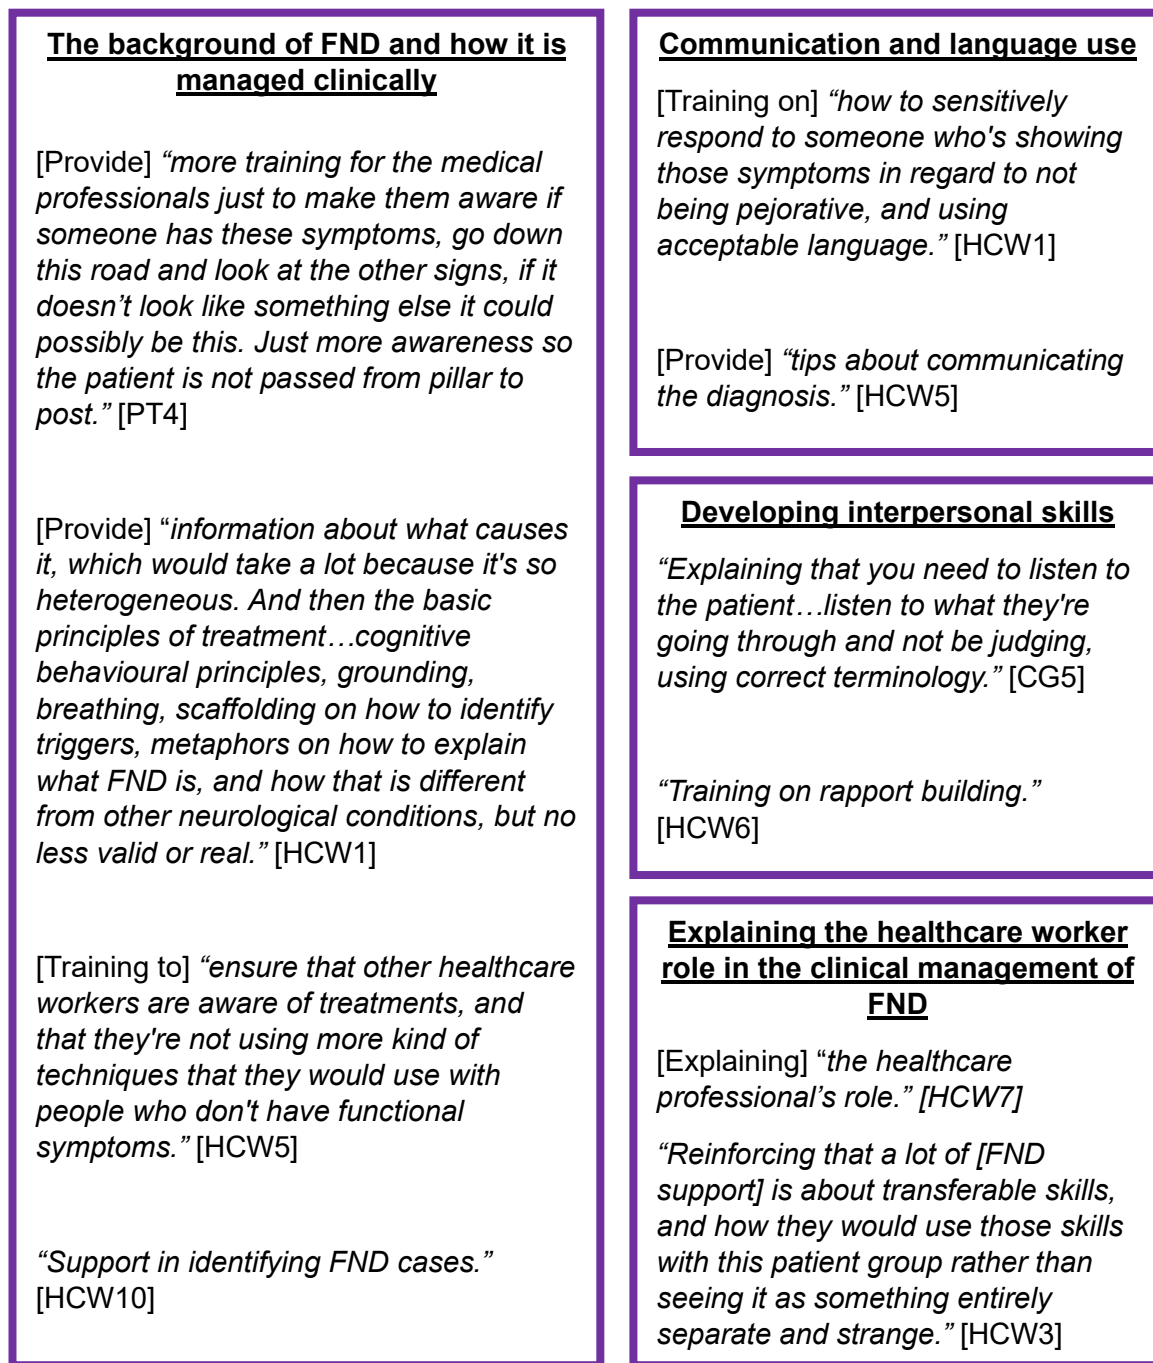 The background of FND and how it is
managed clinically
[Provide] “more training for the medical
professionals just to make them aware if
someone has these symptoms, go down
this road and look at the other signs, if it
doesn’t look like something else it could
possibly be this. Just more awareness so
the patient is not passed from pillar to
post.” [PT4]
[Provide] “information about what causes
it, which would take a lot because it's so
heterogeneous. And then the basic
principles of treatment…cognitive
behavioural principles, grounding,
breathing, scaffolding on how to identify
triggers, metaphors on how to explain
what FND is, and how that is different
from other neurological conditions, but no
less valid or real.” [HCW1]
[Training to] “ensure that other healthcare
workers are aware of treatments, and
that they're not using more kind of
techniques that they would use with
people who don't have functional
symptoms.” [HCW5]
“Support in identifying FND cases.”
[HCW10]
Communication and language use
[Training on] “how to sensitively
respond to someone who's showing
those symptoms in regard to not
being pejorative, and using
acceptable language.” [HCW1]
[Provide] “tips about communicating
the diagnosis.” [HCW5]
Developing interpersonal skills
“Explaining that you need to listen to
the patient…listen to what they're
going through and not be judging,
using correct terminology.” [CG5]
“Training on rapport building.”
[HCW6]
Explaining the healthcare worker
role in the clinical management of
FND
[Explaining] “the healthcare
professional’s role.” [HCW7]
“Reinforcing that a lot of [FND
support] is about transferable skills,
and how they would use those skills
with this patient group rather than
seeing it as something entirely
separate and strange.” [HCW3]